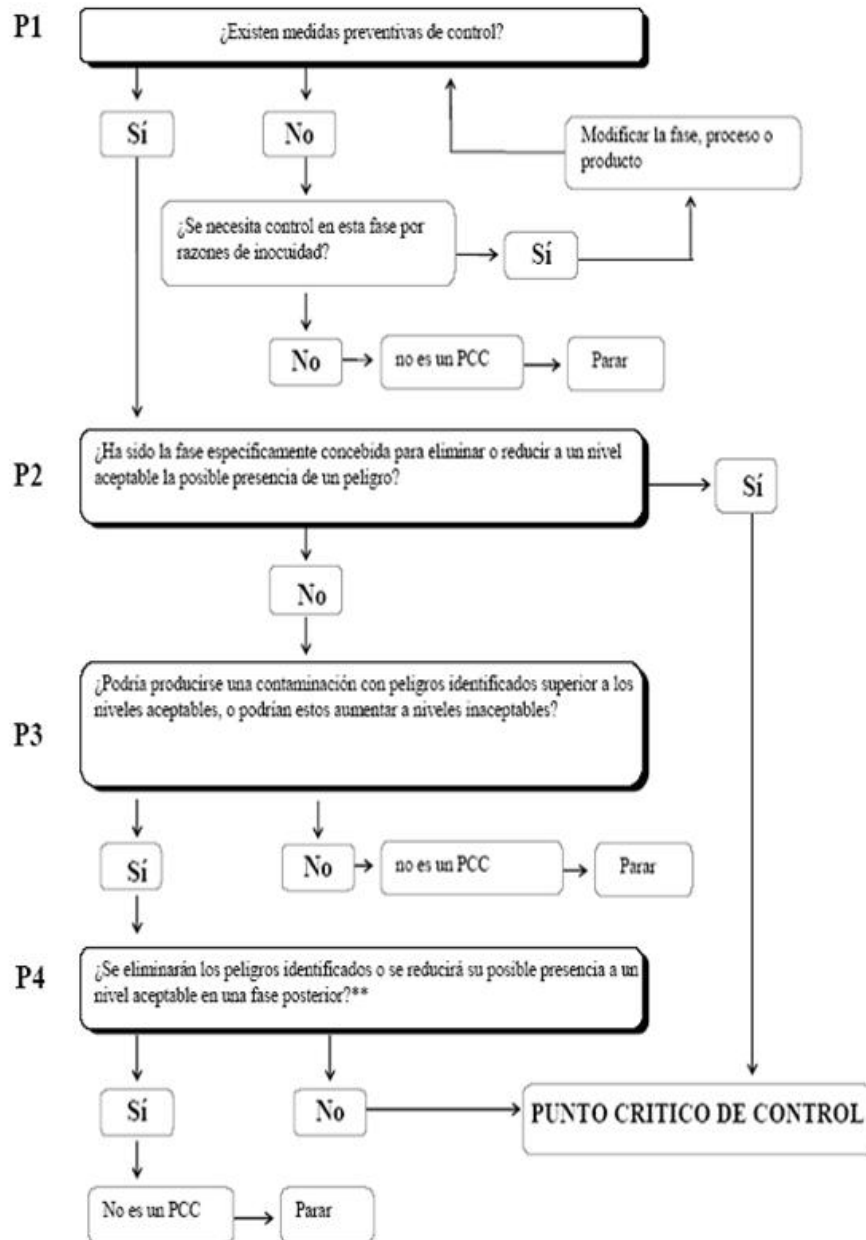 P1
¿Existen medidas preventivas de control?
Sí
No
Modificar la fase, proceso o
producto
¿Se necesita control en esta fase por
razones de inocuidad?
Sí
No
no es un PCC
Parar
P2
¿Ha sido la fase específicamente concebida para eliminar o reducir a un nivel
aceptable la posible presencia de un peligro?
Sí
No
P3
¿Podría producirse una contaminación con peligros identificados superior a los
niveles aceptables, o podrían estos aumentar a niveles inaceptables?
Sí
No
no es un PCC
Parar
P4
¿Se eliminarán los peligros identificados o se reducirá su posible presencia a un
nivel aceptable en una fase posterior?**
Sí
No
PUNTO CRITICO DE CONTROL
No es un PCC
Parar